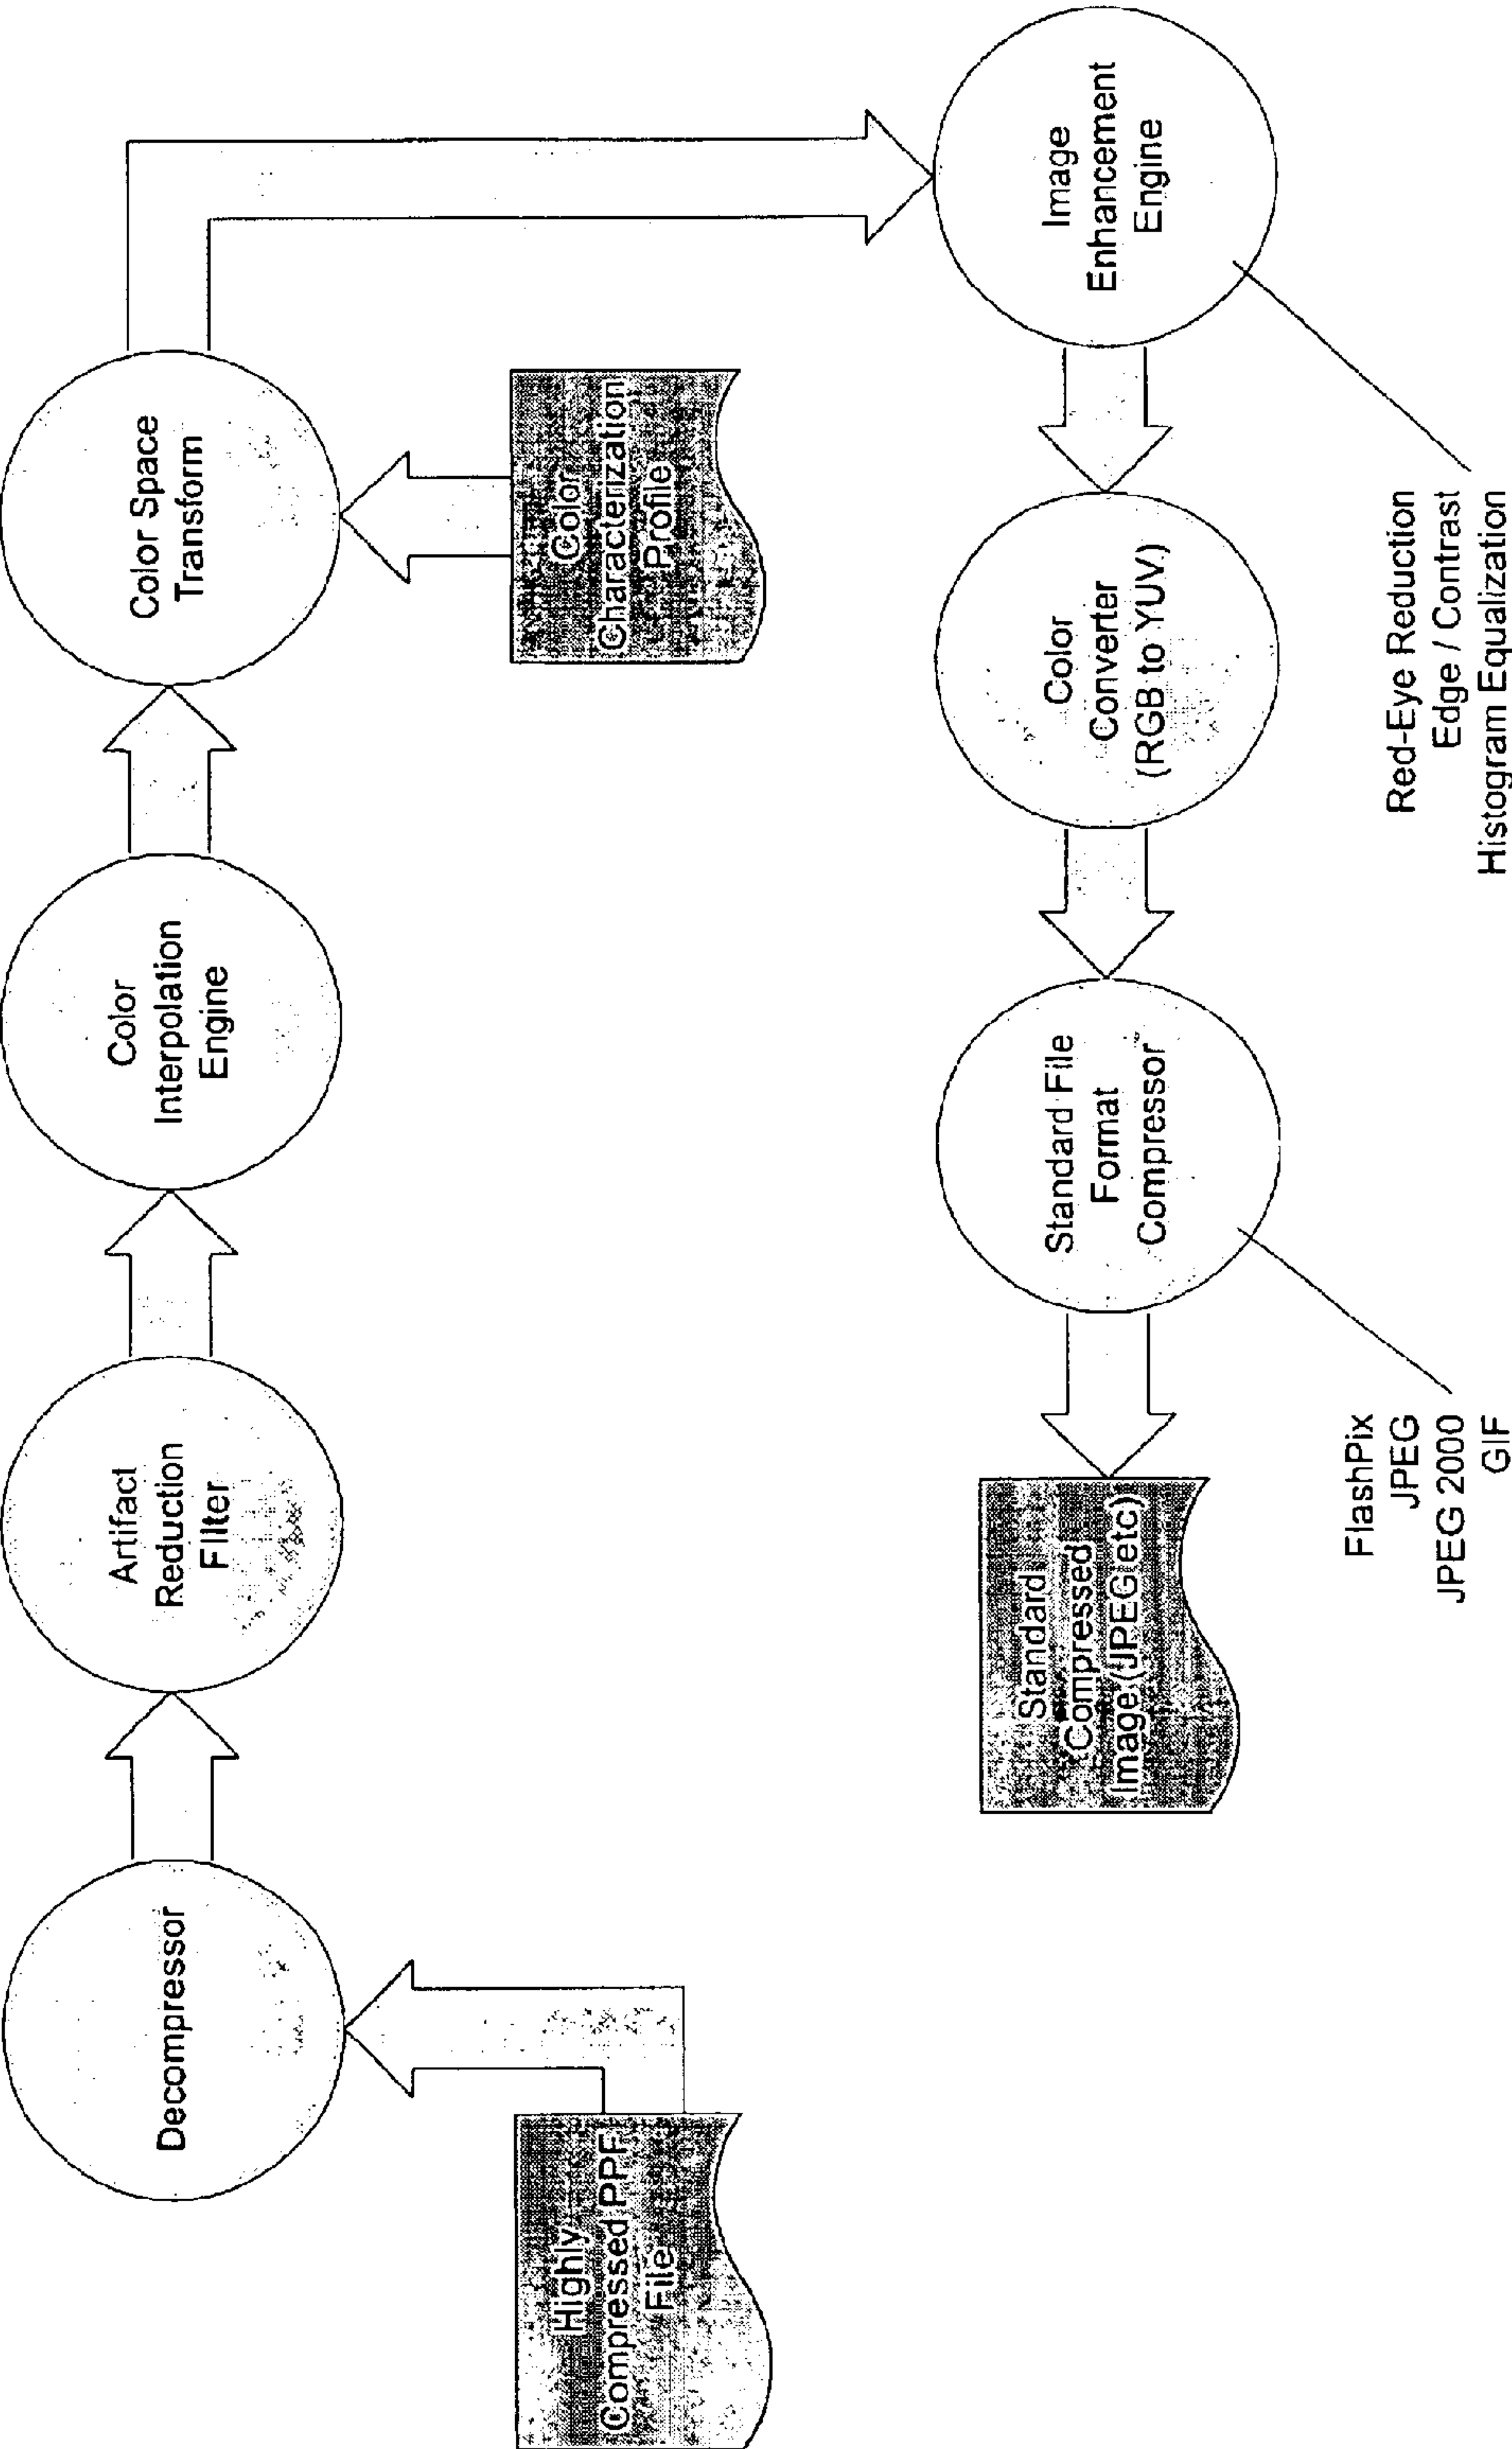 Decompressor
Artifact
Reduction
Filter
Color
Interpolation
Engine
Color Space
Transform
Highly
Compressed PPF
File
Color
Characterization
Profile
Standard
Compressed
Image (JPEG etc)
Standard File
Format
Compressor
Color
Converter
(RGB to YUV)
Image
Enhancement
Engine
FlashPix
JPEG
JPEG 2000
GIF
Red-Eye Reduction
Edge / Contrast
Histogram Equalization